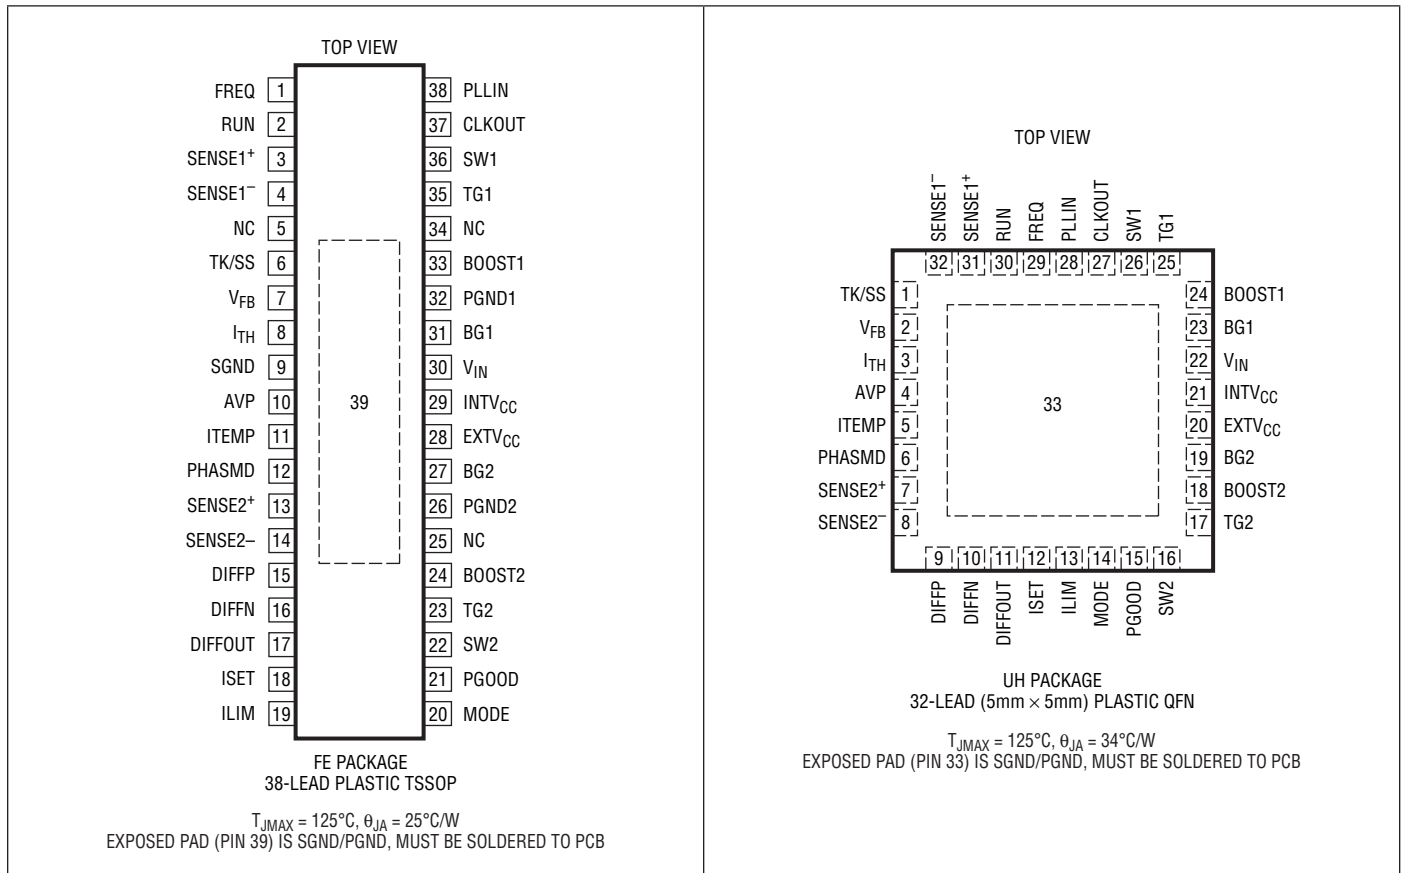 TOP VIEW
FREQ 1 38 PLLIN
RUN 2 37 CLKOUT
SENSE1+ 3 36 SW1
SENSE1– 4 35 TG1
NC 5 34 NC
TK/SS 6 33 BOOST1
VFB 7 32 PGND1
ITH 8 31 BG1
SGND 9 30 VIN
AVP 10 39 29 INTVCC
ITEMP 11 28 EXTVCC
PHASMD 12 27 BG2
SENSE2+ 13 26 PGND2
SENSE2– 14 25 NC
DIFFP 15 24 BOOST2
DIFFN 16 23 TG2
DIFFOUT 17 22 SW2
ISET 18 21 PGOOD
ILIM 19 20 MODE
FE PACKAGE
38-LEAD PLASTIC TSSOP
TJMAX = 125°C, θJA = 25°C/W
EXPOSED PAD (PIN 39) IS SGND/PGND, MUST BE SOLDERED TO PCB
TOP VIEW
SENSE1– SENSE1+ RUN FREQ PLLIN CLKOUT SW1 TG1
32 31 30 29 28 27 26 25
TK/SS 1 24 BOOST1
VFB 2 23 BG1
ITH 3 22 VIN
AVP 4 33 21 INTVCC
ITEMP 5 20 EXTVCC
PHASMD 6 19 BG2
SENSE2+ 7 18 BOOST2
SENSE2– 8 17 TG2
9 10 11 12 13 14 15 16
DIFFP DIFFN DIFFOUT ISET ILIM MODE PGOOD SW2
UH PACKAGE
32-LEAD (5mm × 5mm) PLASTIC QFN
TJMAX = 125°C, θJA = 34°C/W
EXPOSED PAD (PIN 33) IS SGND/PGND, MUST BE SOLDERED TO PCB